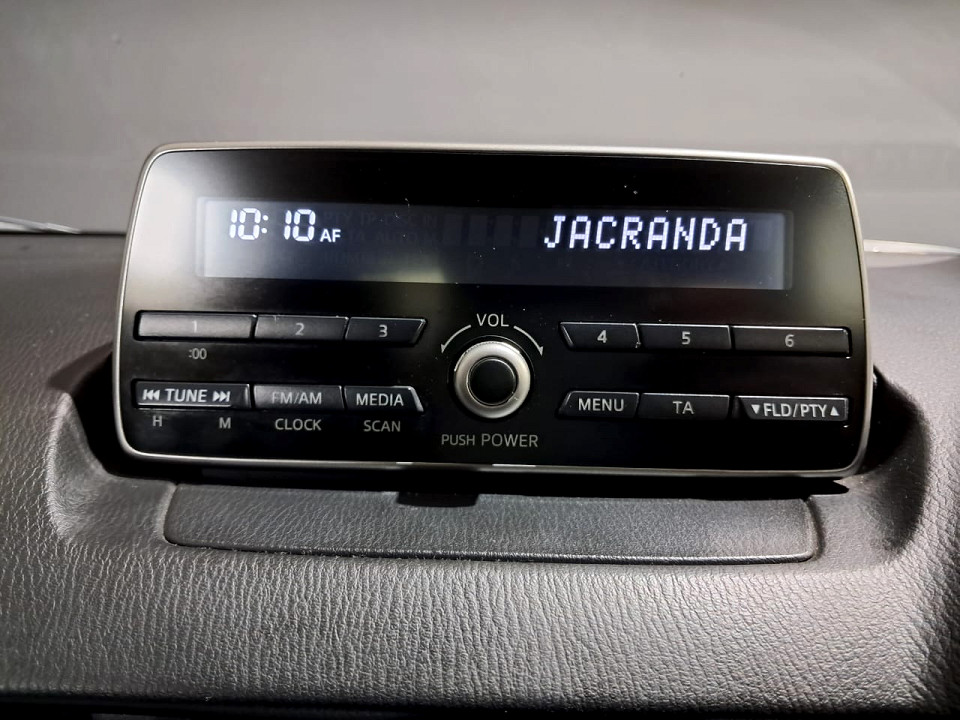 10:10 AF JACRANDA
1 2 3 VOL 4 5 6
:00
TUNE FM/AM MEDIA MENU TA ▼FLD/PTY▲
H M CLOCK SCAN
PUSH POWER